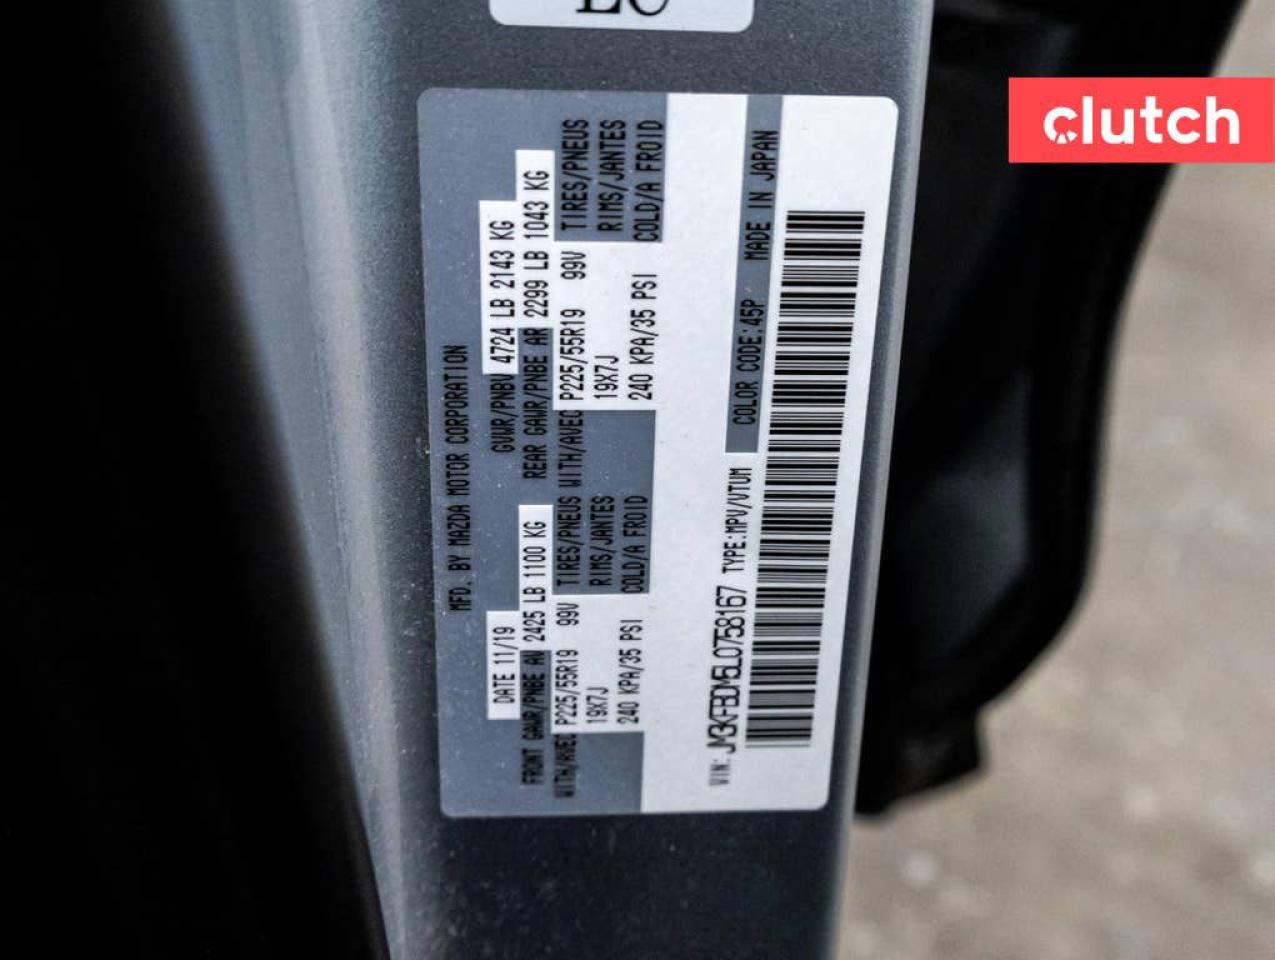 clutch
MFD. BY MAZDA MOTOR CORPORATION
DATE 11/19 GVWR/PNBV 4724 LB 2143 KG
FRONT GAWR/PNBE AV 2425 LB 1100 KG REAR GAWR/PNBE AR 2299 LB 1043 KG
WITH/AVEC P225/55R19 99V TIRES/PNEUS WITH/AVEC P225/55R19 99V TIRES/PNEUS
19X7J RIMS/JANTES 19X7J RIMS/JANTES
240 KPA/35 PSI COLD/A FROID 240 KPA/35 PSI COLD/A FROID
VIN: JM3KFBDM5L0758167 TYPE:MPV/VTUM COLOR CODE:45P MADE IN JAPAN